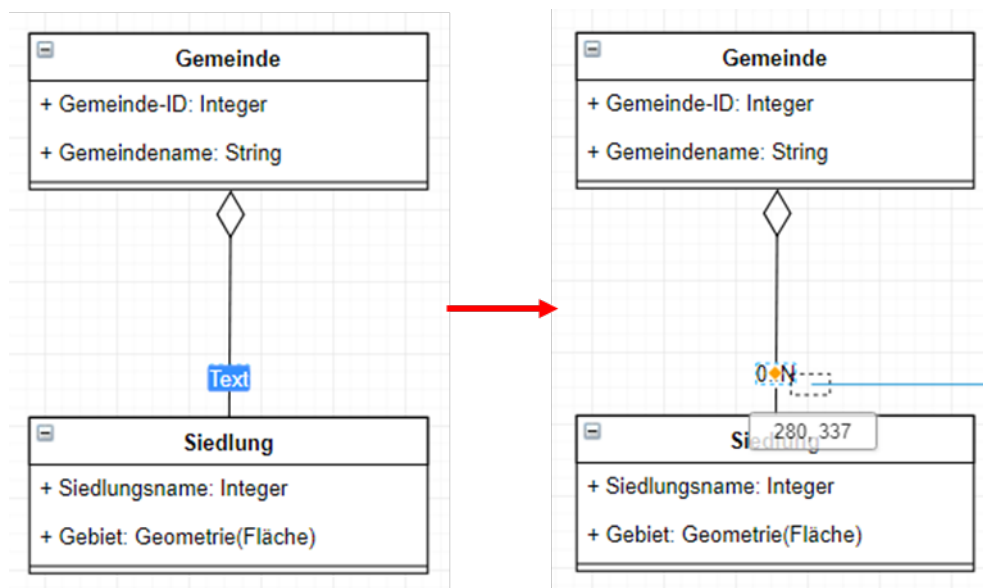 Gemeinde
+ Gemeinde-ID: Integer
+ Gemeindename: String
Text
Siedlung
+ Siedlungsname: Integer
+ Gebiet: Geometrie(Fläche)
Gemeinde
+ Gemeinde-ID: Integer
+ Gemeindename: String
0..N
280, 337
Siedlung
+ Siedlungsname: Integer
+ Gebiet: Geometrie(Fläche)